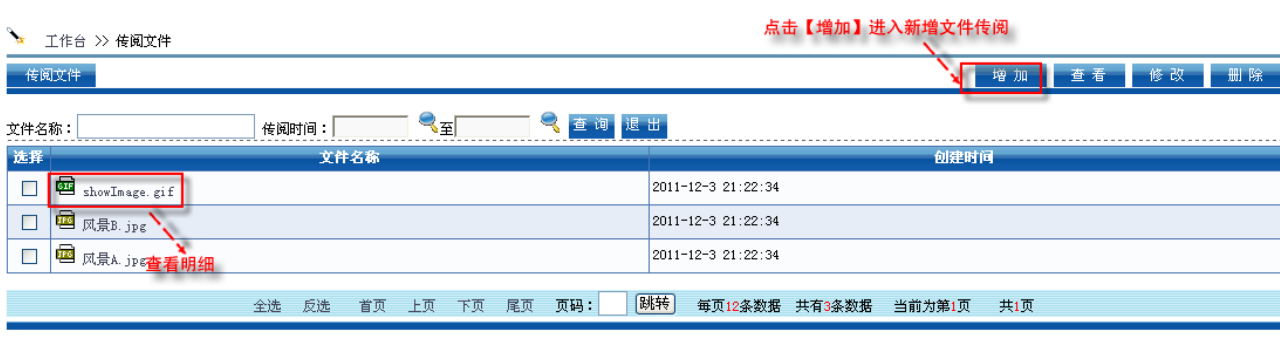 点击【增加】进入新增文件传阅
工作台 >> 传阅文件
传阅文件 增 加 查 看 修 改 删 除
文件名称： 传阅时间： 至 查 询 退 出
选择 文件名称 创建时间
GIF showImage.gif 2011-12-3 21:22:34
JPG 风景B.jpg 2011-12-3 21:22:34
JPG 风景A.jpg 2011-12-3 21:22:34
查看明细
全选 反选 首页 上页 下页 尾页 页码： 跳转 每页12条数据 共有3条数据 当前为第1页 共1页